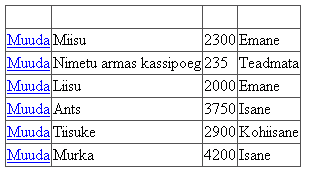 Muuda Miisu 2300 Emane
Muuda Nimetu armas kassipoeg 235 Teadmata
Muuda Liisu 2000 Emane
Muuda Ants 3750 Isane
Muuda Tiisuke 2900 Kohiisane
Muuda Murka 4200 Isane